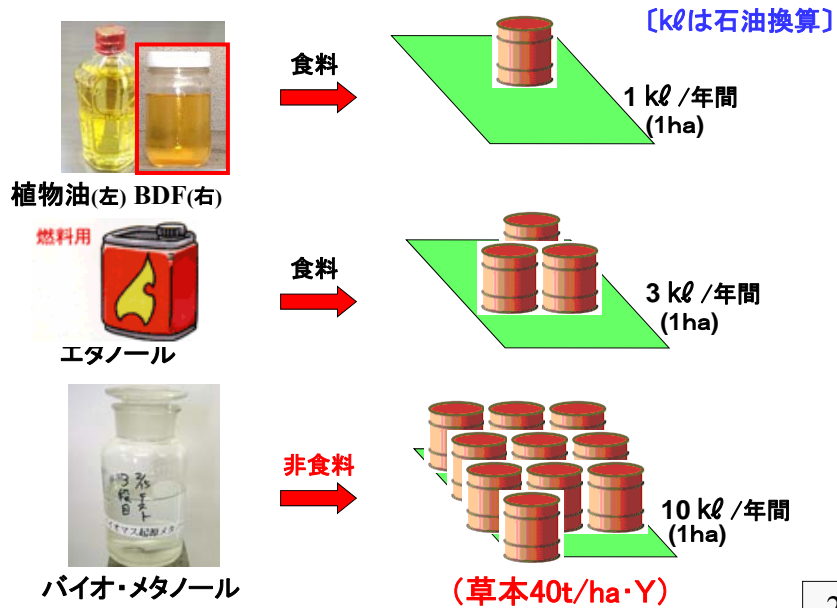 〔kℓは石油換算〕
食料
1 kℓ /年間
(1ha)
植物油(左) BDF(右)
燃料用
食料
3 kℓ /年間
(1ha)
エタノール
非食料
10 kℓ /年間
(1ha)
バイオ・メタノール
(草本40t/ha・Y)